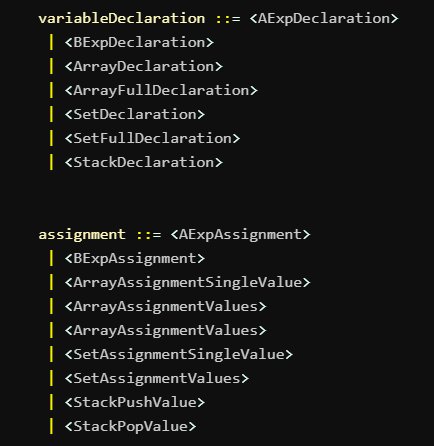 variableDeclaration ::= <AExpDeclaration>
| <BExpDeclaration>
| <ArrayDeclaration>
| <ArrayFullDeclaration>
| <SetDeclaration>
| <SetFullDeclaration>
| <StackDeclaration>
assignment ::= <AExpAssignment>
| <BExpAssignment>
| <ArrayAssignmentSingleValue>
| <ArrayAssignmentValues>
| <ArrayAssignmentValues>
| <SetAssignmentSingleValue>
| <SetAssignmentValues>
| <StackPushValue>
| <StackPopValue>